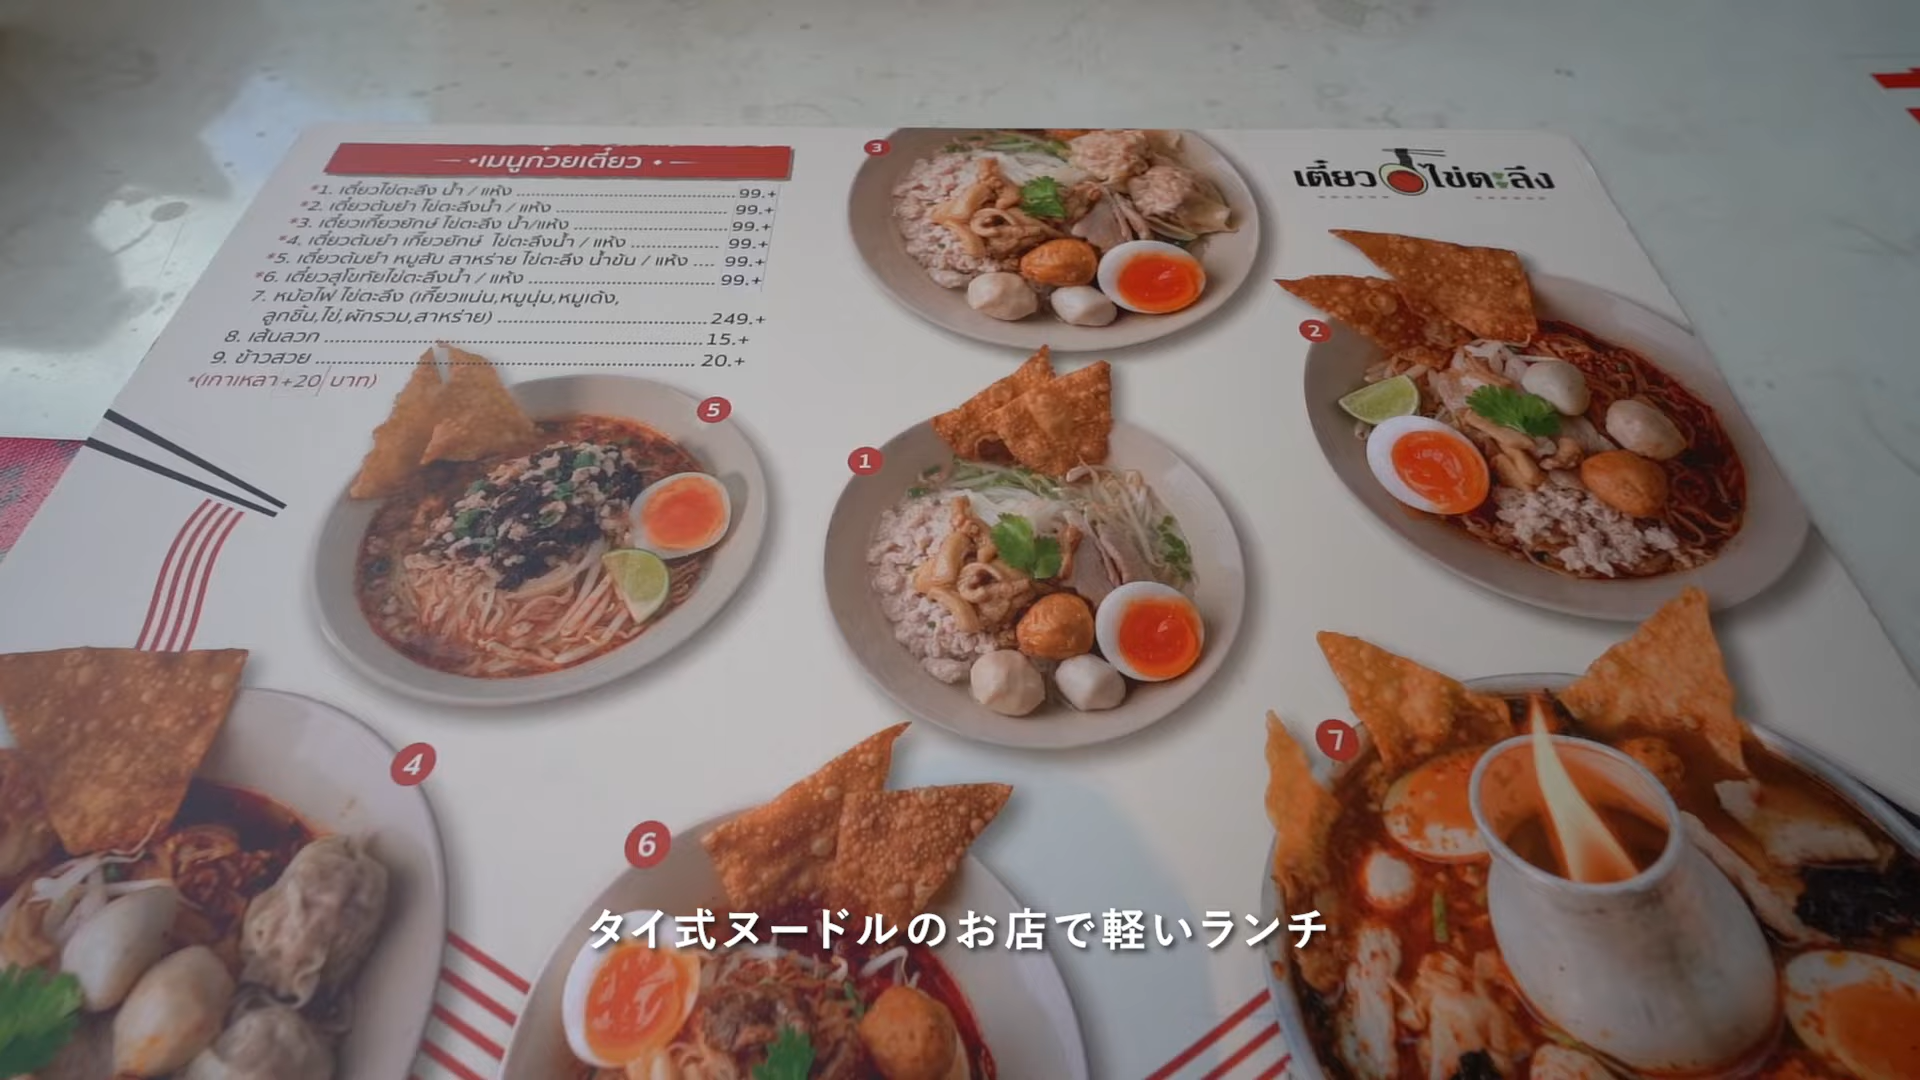 เมนูก๋วยเตี๋ยว
*1. เตี๋ยวไข่ตะลึง น้ำ / แห้ง 99.+
*2. เตี๋ยวต้มยำ ไข่ตะลึงน้ำ / แห้ง 99.+
*3. เตี๋ยวเกี๊ยวยักษ์ ไข่ตะลึง น้ำ/แห้ง 99.+
*4. เตี๋ยวต้มยำ เกี๊ยวยักษ์ ไข่ตะลึงน้ำ / แห้ง 99.+
*5. เตี๋ยวต้มยำ หมูสับ สาหร่าย ไข่ตะลึง น้ำข้น / แห้ง 99.+
*6. เตี๋ยวสุโขทัยไข่ตะลึงน้ำ / แห้ง 99.+
7. หม้อไฟ ไข่ตะลึง (เกี๊ยวแน่น,หมูนุ่ม,หมูเด้ง,
ลูกชิ้น,ไข่,ผักรวม,สาหร่าย) 249.+
8. เส้นลวก 15.+
9. ข้าวสวย 20.+
*(เกาเหลา +20 บาท)
3
เตี๋ยวไข่ตะลึง
2
5
1
4
6
7
タイ式ヌードルのお店で軽いランチ